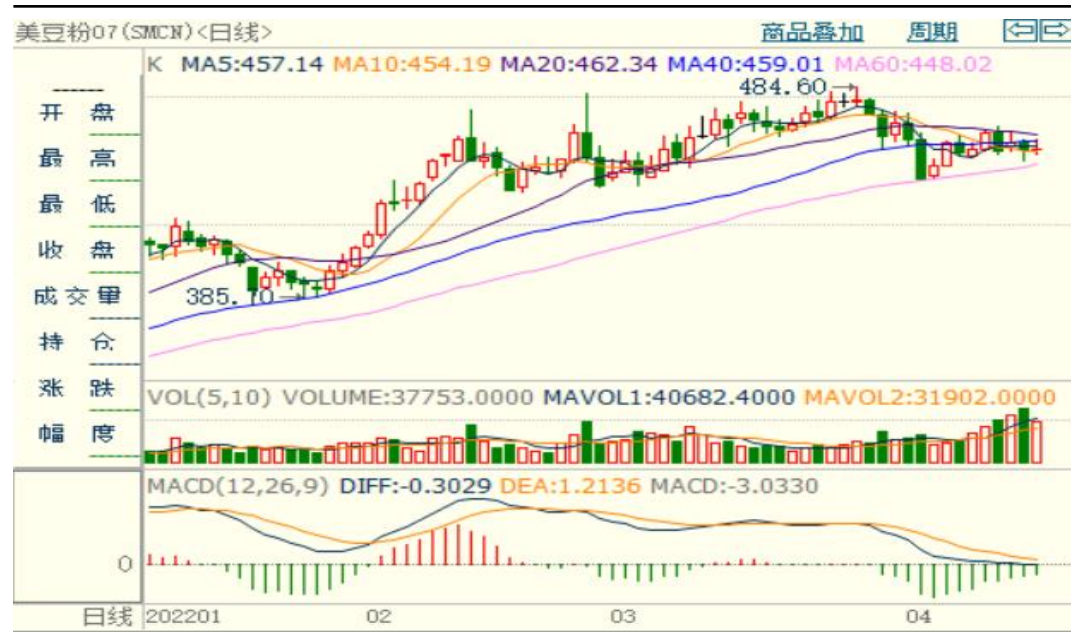 美豆粉07(SMCN)<日线> 商品叠加 周期
K MA5:457.14 MA10:454.19 MA20:462.34 MA40:459.01 MA60:448.02
484.60
开 盘
最 高
最 低
收 盘
385.10
成交量
持 仓
涨 跌
幅 度
VOL(5,10) VOLUME:37753.0000 MAVOL1:40682.4000 MAVOL2:31902.0000
MACD(12,26,9) DIFF:-0.3029 DEA:1.2136 MACD:-3.0330
0
日线 202201 02 03 04